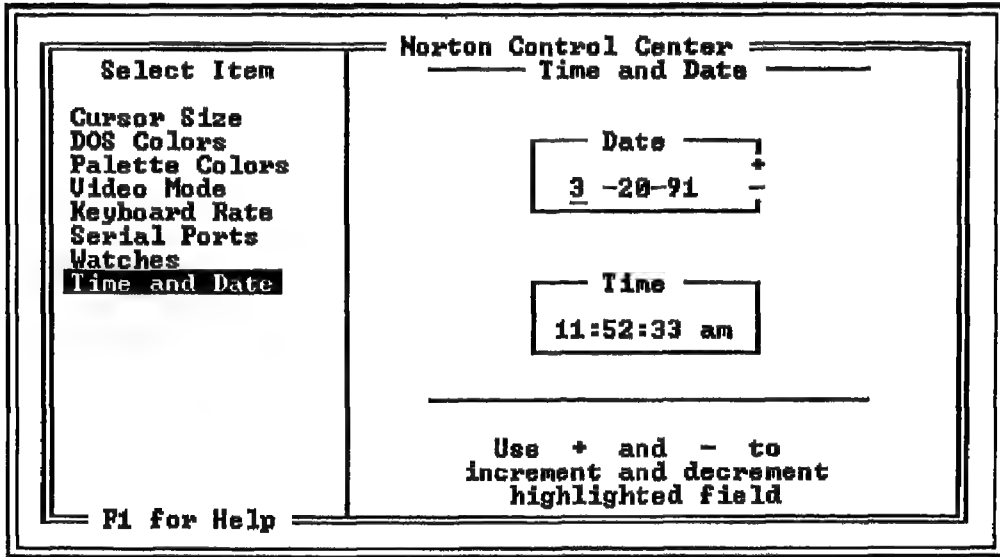 Norton Control Center
Select Item
Cursor Size
DOS Colors
Palette Colors
Video Mode
Keyboard Rate
Serial Ports
Watches
Time and Date
Time and Date
Date
+
3 -20-91 -
Time
11:52:33 am
Use + and - to
increment and decrement
highlighted field
F1 for Help